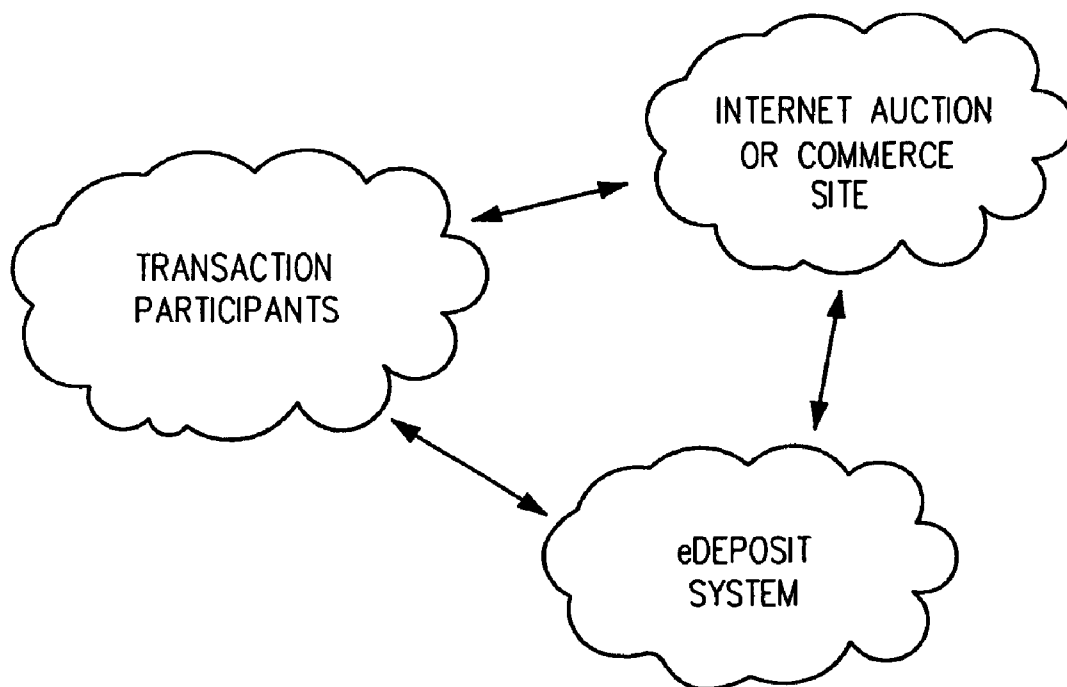 INTERNET AUCTION
OR COMMERCE
SITE
TRANSACTION
PARTICIPANTS
eDEPOSIT
SYSTEM